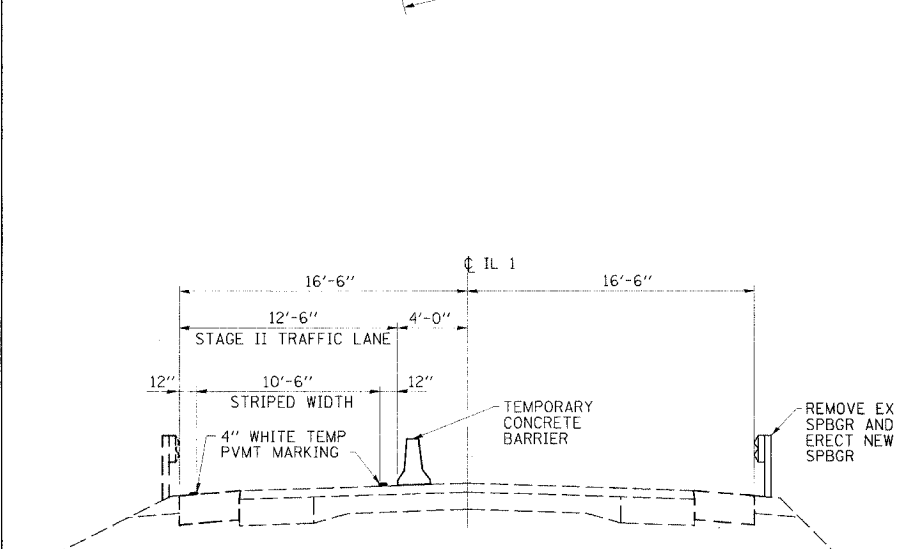 ℄ IL 1
16'-6" 16'-6"
12'-6" 4'-0"
STAGE II TRAFFIC LANE
12" 10'-6" 12"
STRIPED WIDTH
4" WHITE TEMP
PVMT MARKING
TEMPORARY
CONCRETE
BARRIER
REMOVE EX
SPBGR AND
ERECT NEW
SPBGR